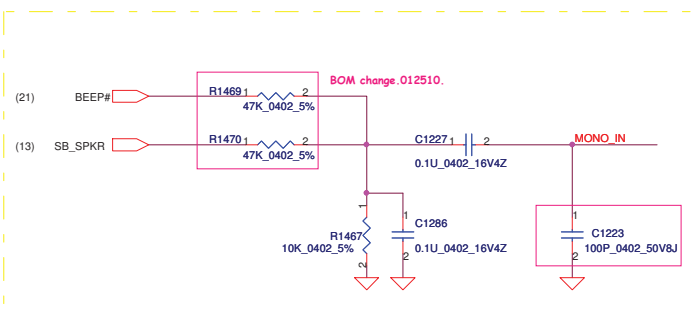 BOM change.012510.
(21) BEEP# R1469 1 2
47K_0402_5%
(13) SB_SPKR R1470 1 2 C1227 1 2 MONO_IN
47K_0402_5% 0.1U_0402_16V4Z
1 1 C1286 1 C1223
R1467 100P_0402_50V8J
10K_0402_5% 0.1U_0402_16V4Z
2 2 2